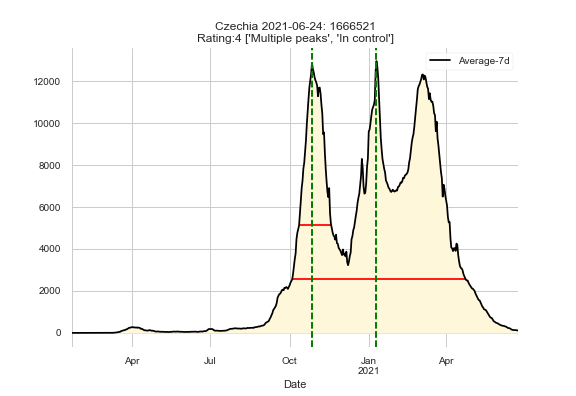 Czechia 2021-06-24: 1666521
Rating:4 ['Multiple peaks', 'In control']
Average-7d
12000
10000
8000
6000
4000
2000
0
Apr Jul Oct Jan Apr
2021
Date